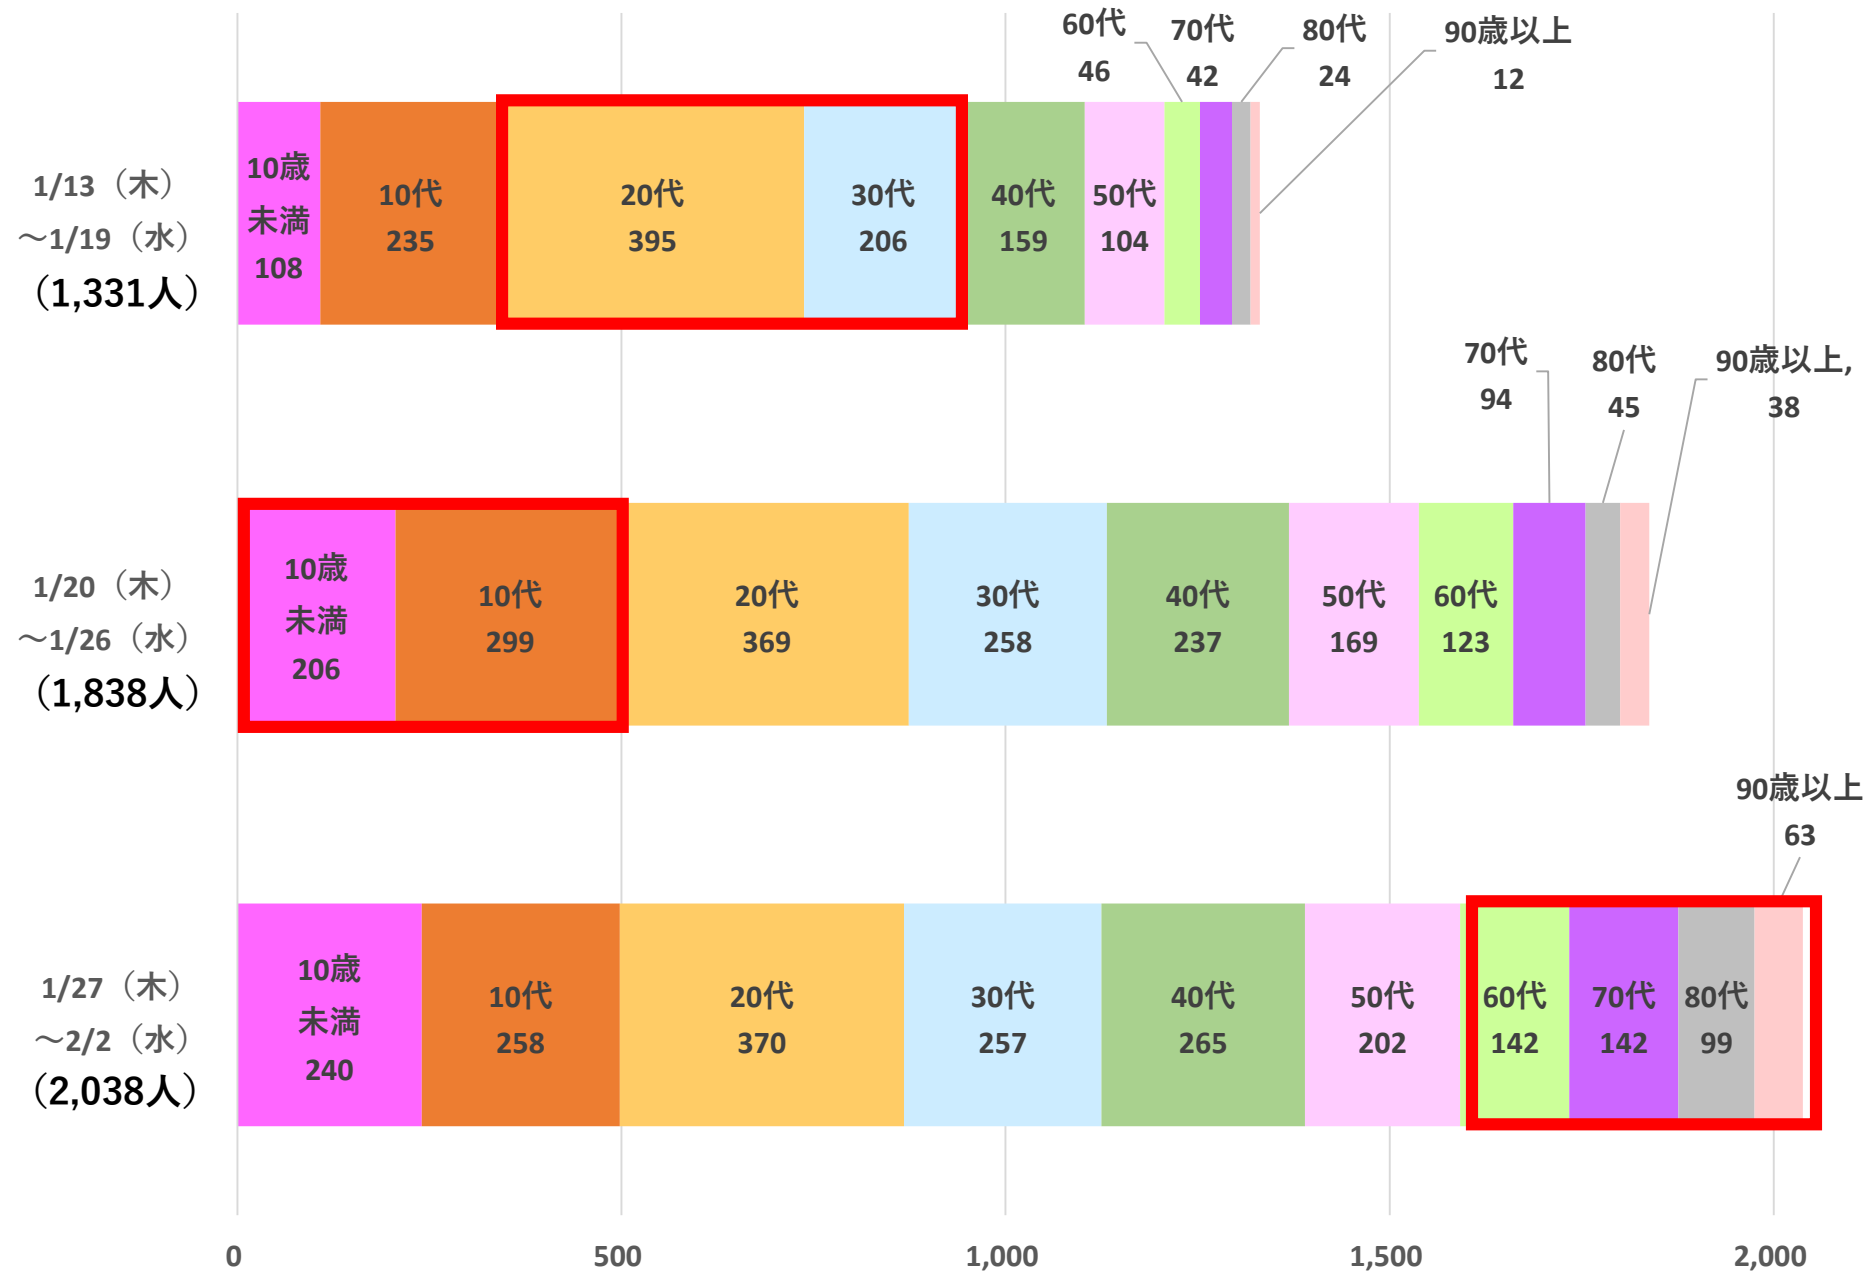 60代
46
70代
42
80代
24
90歳以上
12
1/13（木）
～1/19（水）
（1,331人）
10歳
未満
108
10代
235
20代
395
30代
206
40代
159
50代
104
70代
94
80代
45
90歳以上,
38
1/20（木）
～1/26（水）
（1,838人）
10歳
未満
206
10代
299
20代
369
30代
258
40代
237
50代
169
60代
123
90歳以上
63
1/27（木）
～2/2（水）
（2,038人）
10歳
未満
240
10代
258
20代
370
30代
257
40代
265
50代
202
60代
142
70代
142
80代
99
0
500
1,000
1,500
2,000